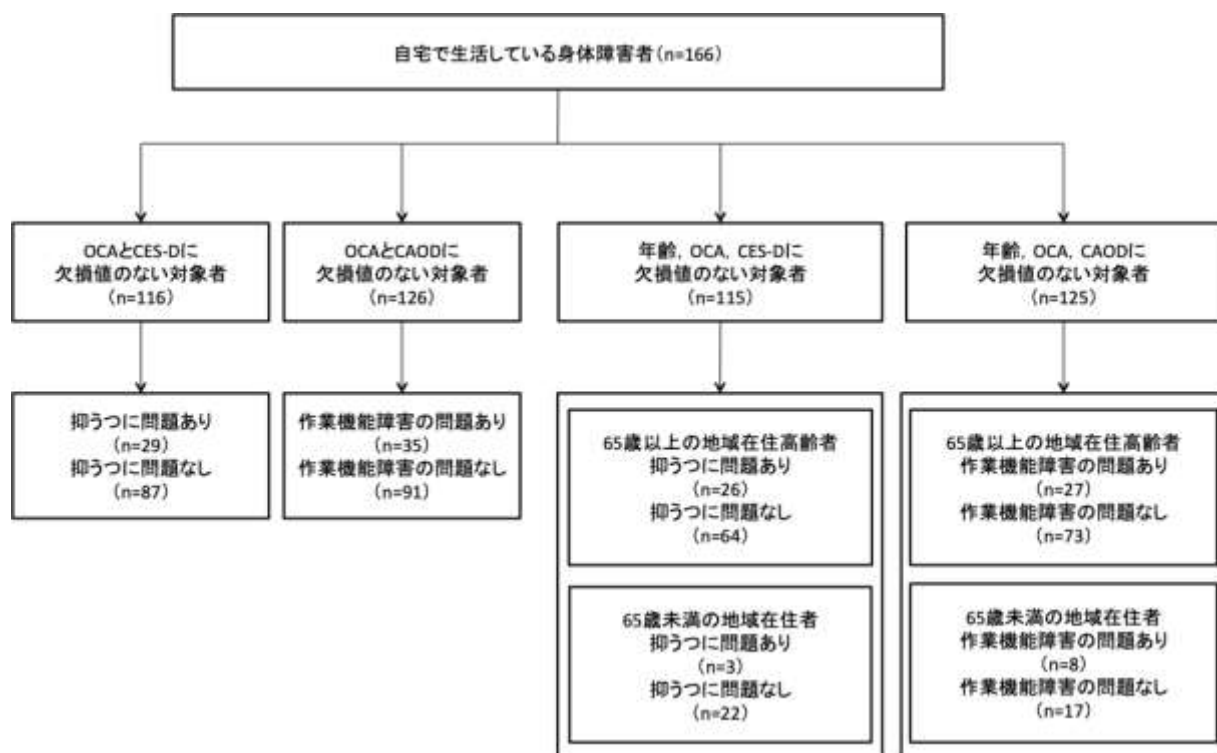 自宅で生活している身体障害者(n=166)
OCAとCES-Dに
欠損値のない対象者
(n=116)
OCAとCAODに
欠損値のない対象者
(n=126)
年齢, OCA, CES-Dに
欠損値のない対象者
(n=115)
年齢, OCA, CAODに
欠損値のない対象者
(n=125)
抑うつに問題あり
(n=29)
抑うつに問題なし
(n=87)
作業機能障害の問題あり
(n=35)
作業機能障害の問題なし
(n=91)
65歳以上の地域在住高齢者
抑うつに問題あり
(n=26)
抑うつに問題なし
(n=64)
65歳以上の地域在住高齢者
作業機能障害の問題あり
(n=27)
作業機能障害の問題なし
(n=73)
65歳未満の地域在住者
抑うつに問題あり
(n=3)
抑うつに問題なし
(n=22)
65歳未満の地域在住者
作業機能障害の問題あり
(n=8)
作業機能障害の問題なし
(n=17)